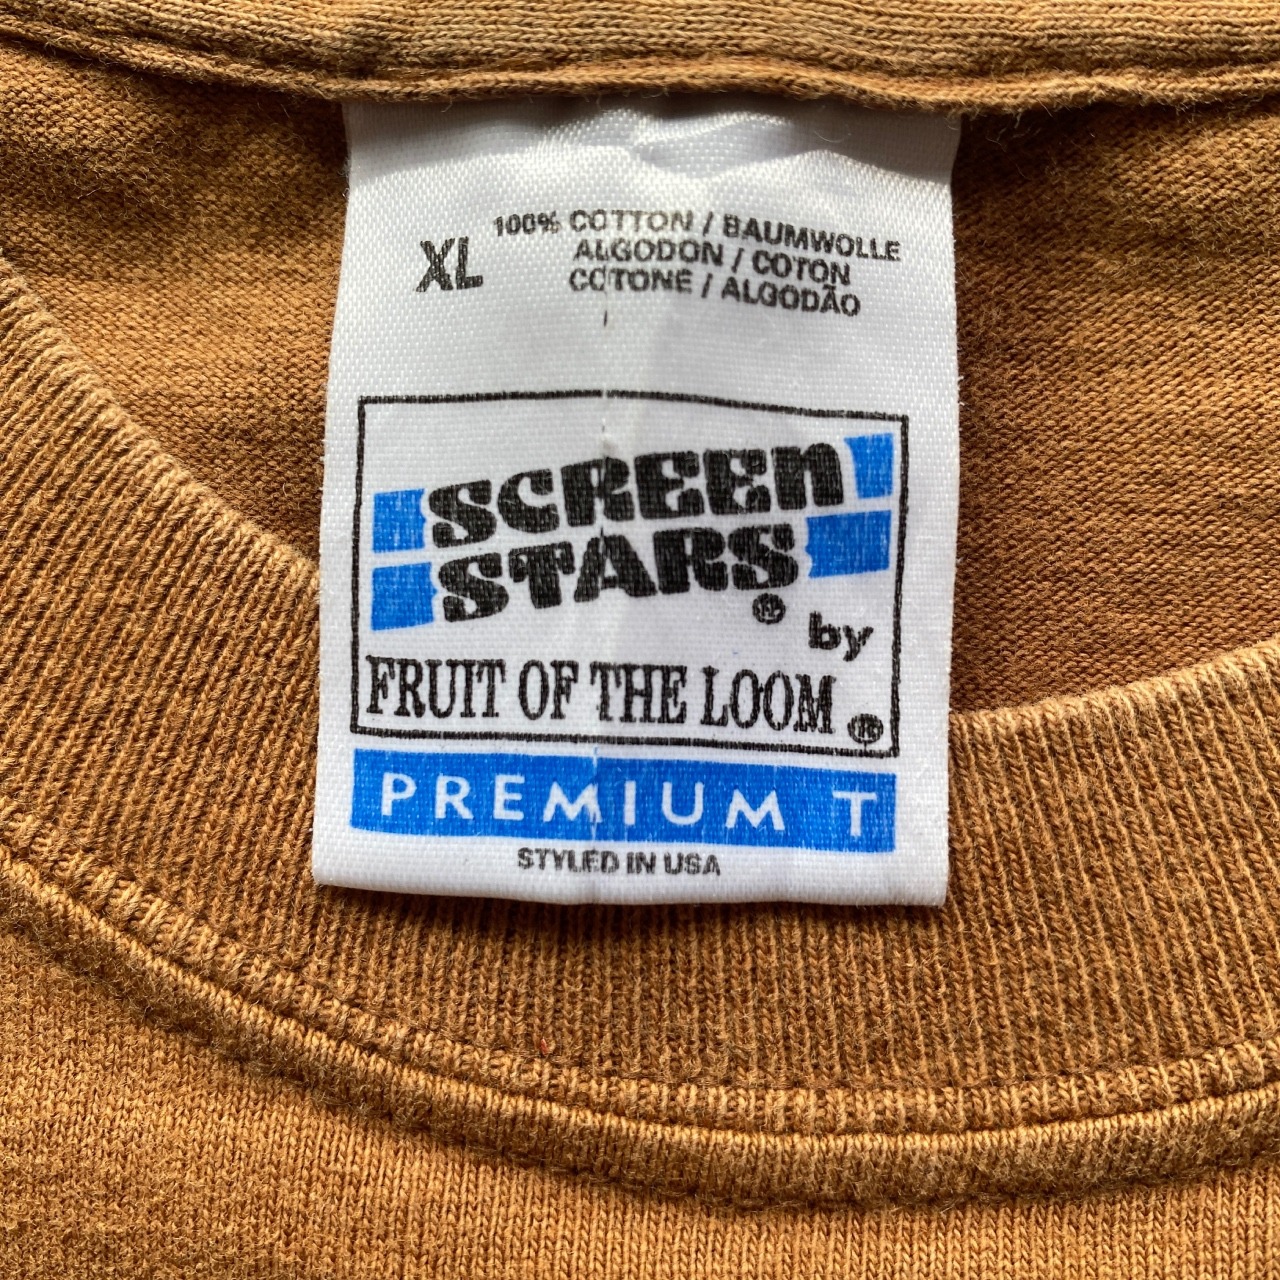 XL
100% COTTON / BAUMWOLLE
ALGODON / COTON
COTONE / ALGODÃO
SCREEn
STARS® by
FRUIT OF THE LOOM®
PREMIUM T
STYLED IN USA